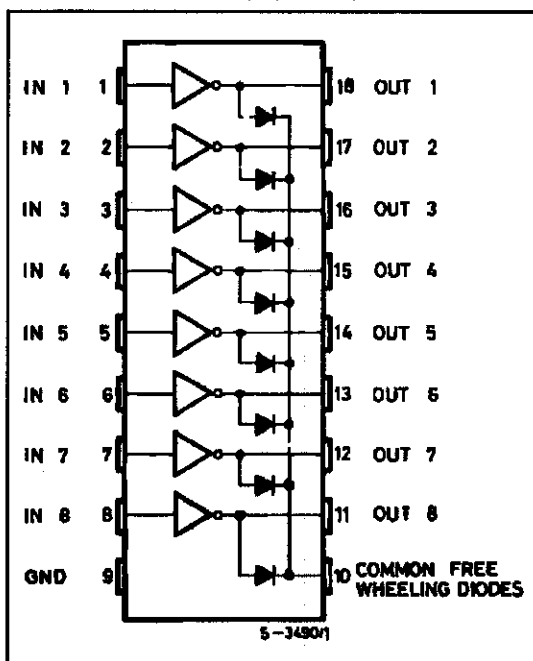 IN 1 1 18 OUT 1
IN 2 2 17 OUT 2
IN 3 3 16 OUT 3
IN 4 4 15 OUT 4
IN 5 5 14 OUT 5
IN 6 6 13 OUT 6
IN 7 7 12 OUT 7
IN 8 8 11 OUT 8
GND 9 10 COMMON FREE
WHEELING DIODES
5-3490/1